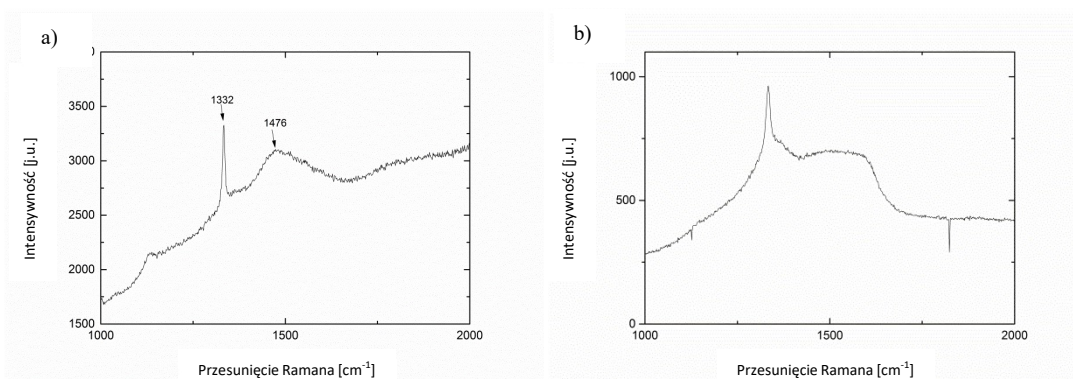 a)
3500
3000
2500
2000
1500
1332
1476
1000
1500
2000
Intensywność [j.u.]
Przesunięcie Ramana [cm-1]
b)
1000
500
0
1000
1500
2000
Intensywność [j.u.]
Przesunięcie Ramana [cm-1]